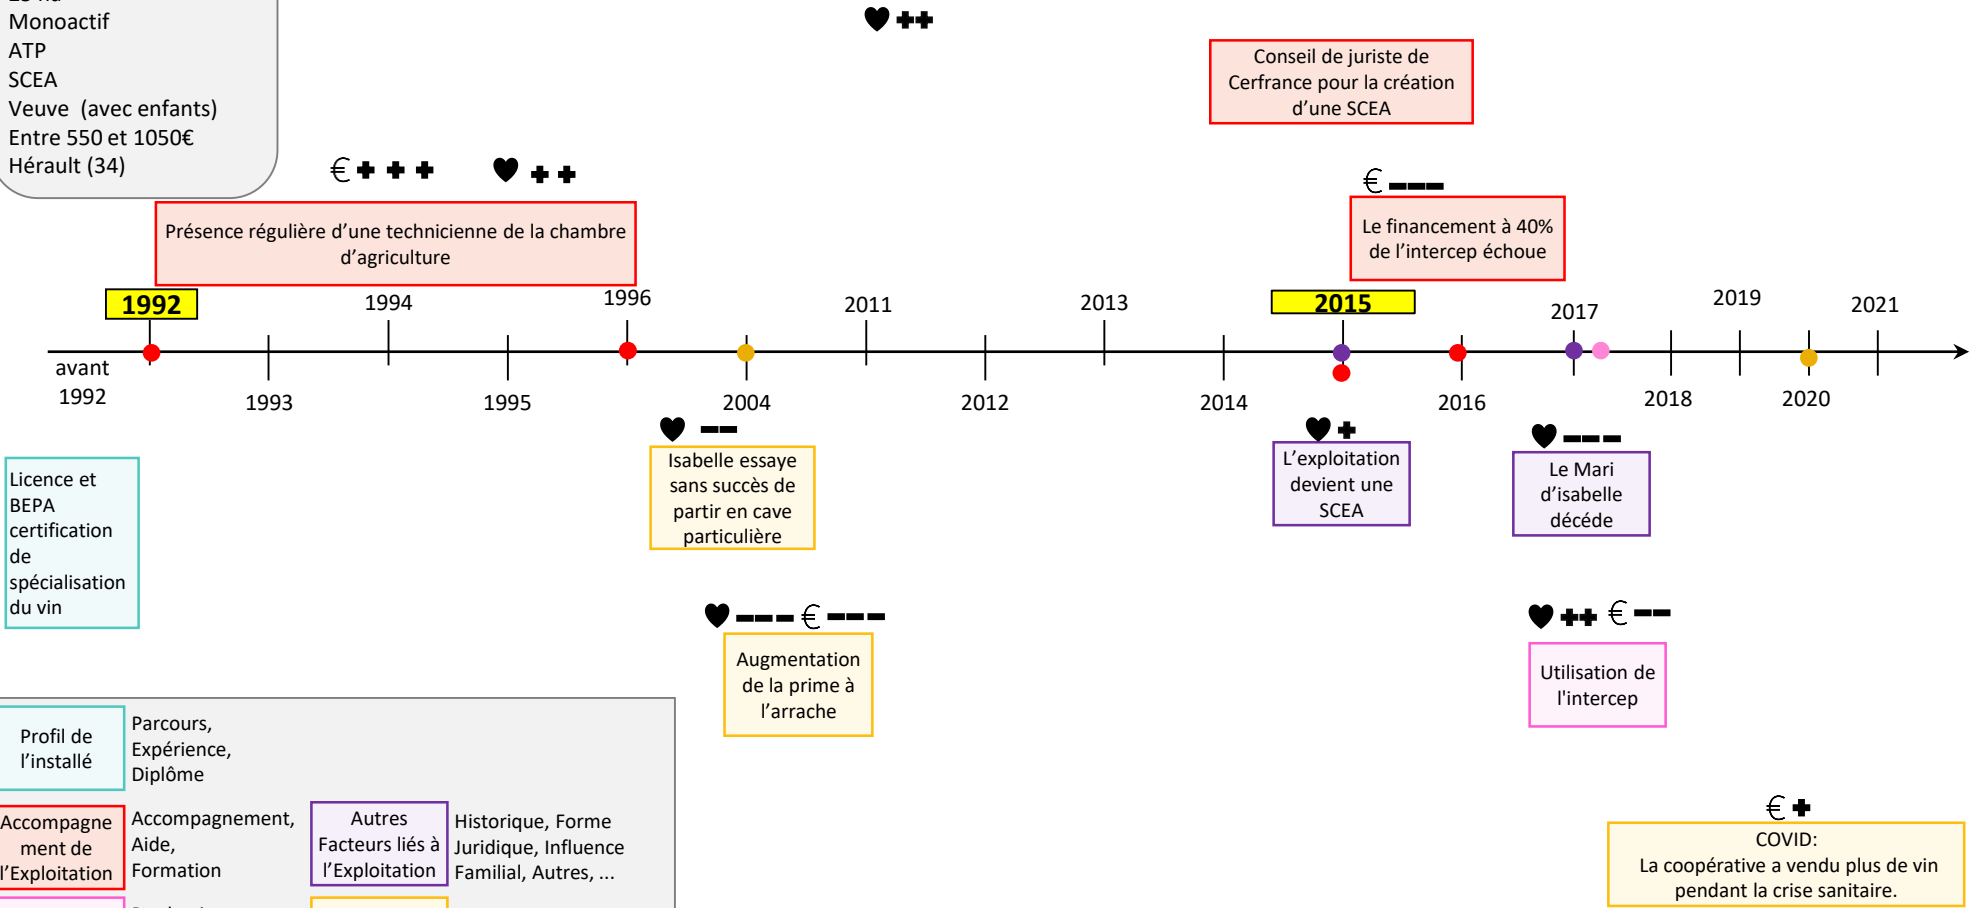 Monoactif
ATP
SCEA
Veuve (avec enfants)
Entre 550 et 1050€
Hérault (34)
Conseil de juriste de
Cerfrance pour la création
d’une SCEA
€
€
Présence régulière d’une technicienne de la chambre
d’agriculture
Le financement à 40%
de l’intercep échoue
1992
1994
1996
2011
2013
2015
2017
2019
2021
avant
1992
1993
1995
2004
2012
2014
2016
2018
2020
Licence et
BEPA
certification
de
spécialisation
du vin
Isabelle essaye
sans succès de
partir en cave
particulière
L’exploitation
devient une
SCEA
Le Mari
d’isabelle
décéde
€
Augmentation
de la prime à
l’arrache
€
Utilisation de
l'intercep
€
COVID:
La coopérative a vendu plus de vin
pendant la crise sanitaire.
Profil de
l’installé
Parcours,
Expérience,
Diplôme
Accompagne
ment de
l’Exploitation
Accompagnement,
Aide,
Formation
Autres
Facteurs liés à
l’Exploitation
Historique, Forme
Juridique, Influence
Familial, Autres, ...